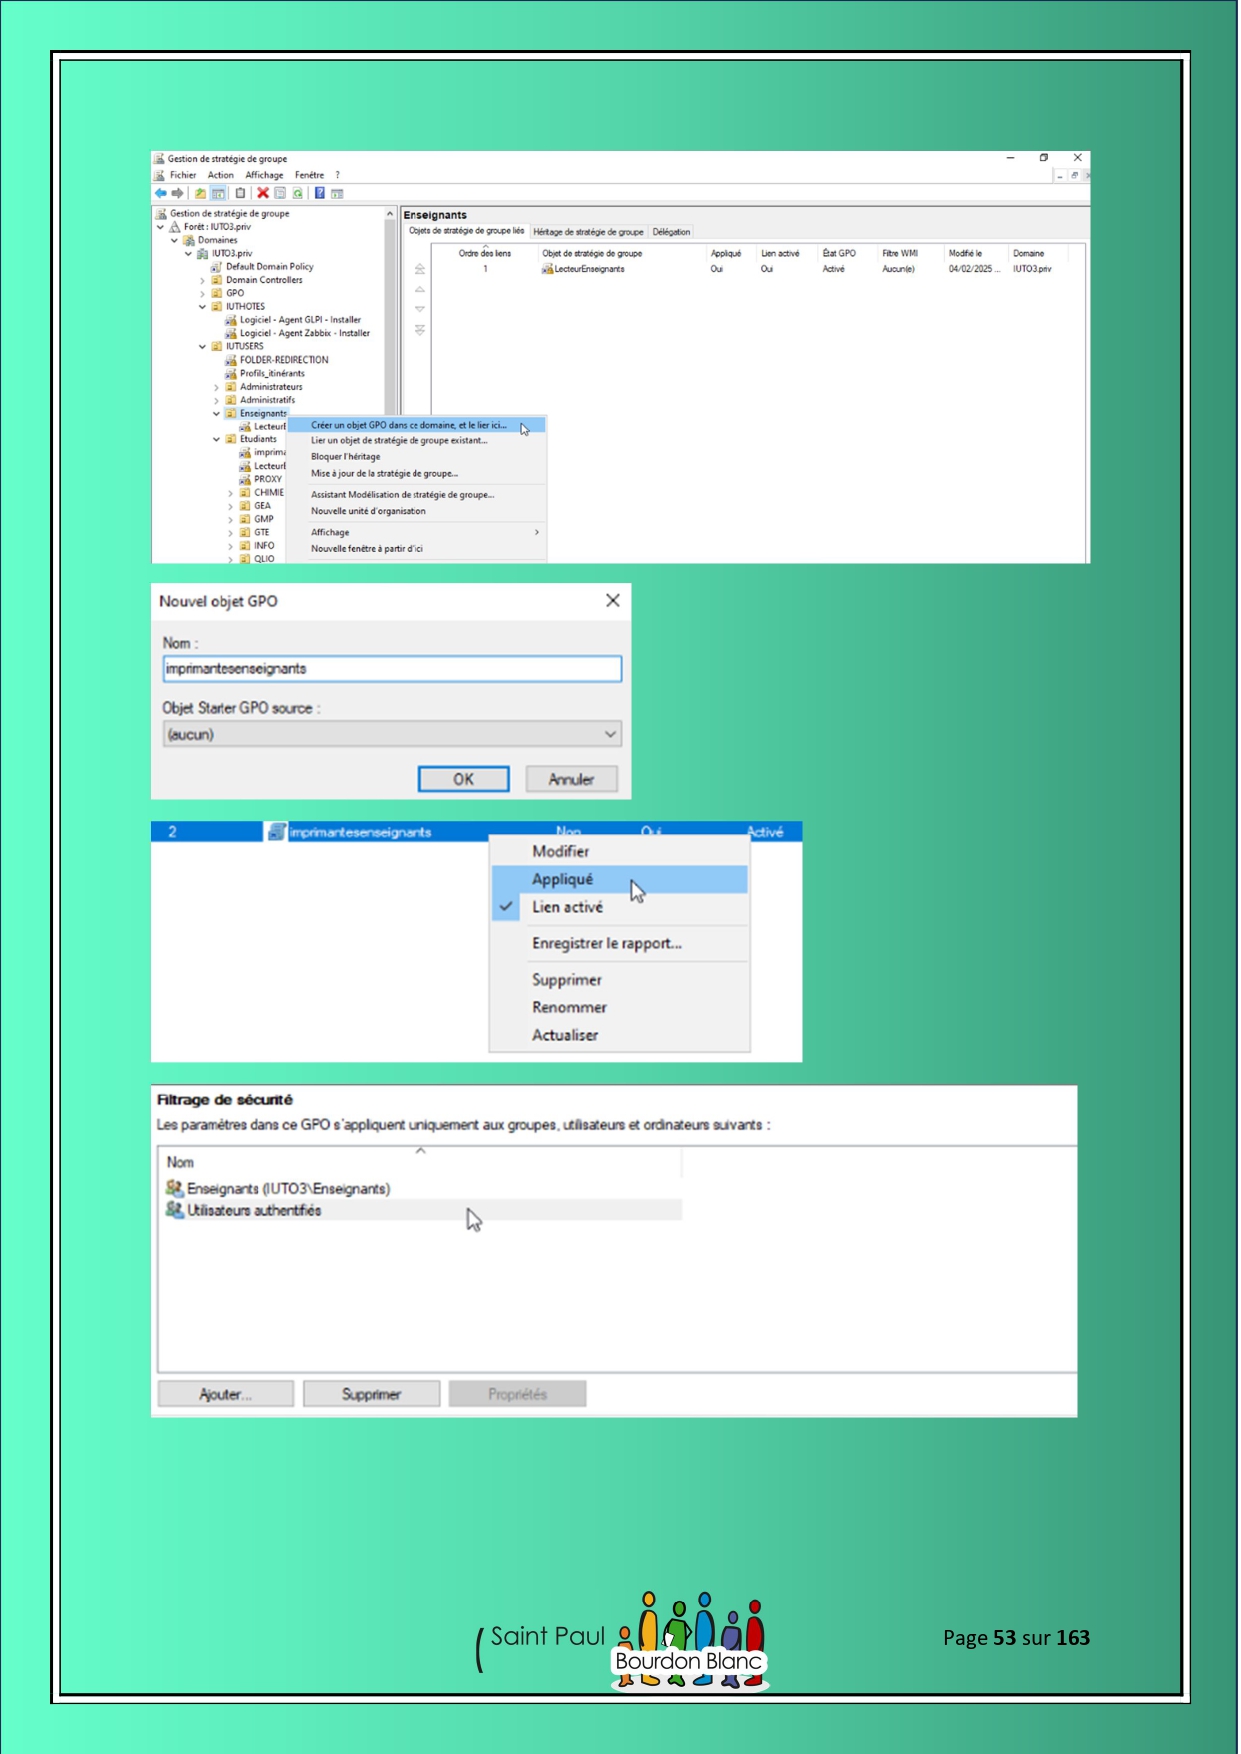 Gestion de stratégie de groupe
Fichier Action Affichage Fenêtre ?
Gestion de stratégie de groupe
Forêt : IUTO3.priv
Domaines
IUTO3.priv
Default Domain Policy
Domain Controllers
GPO
IUTHOTES
Logiciel - Agent GLPI - Installer
Logiciel - Agent Zabbix - Installer
IUTUSERS
FOLDER-REDIRECTION
Profils_itinérants
Administrateurs
Administratifs
Enseignants
LecteurE
Etudiants
imprima
LecteurE
PROXY
CHIMIE
GEA
GMP
GTE
INFO
QLIO
Enseignants
Objets de stratégie de groupe liés Héritage de stratégie de groupe Délégation
Ordre des liens Objet de stratégie de groupe Appliqué Lien activé État GPO Filtre WMI Modifié le Domaine
1 LecteurEnseignants Oui Oui Activé Aucun(e) 04/02/2025 ... IUTO3.priv
Créer un objet GPO dans ce domaine, et le lier ici...
Lier un objet de stratégie de groupe existant...
Bloquer l'héritage
Mise à jour de la stratégie de groupe...
Assistant Modélisation de stratégie de groupe...
Nouvelle unité d'organisation
Affichage
Nouvelle fenêtre à partir d'ici
Nouvel objet GPO
Nom :
imprimantesenseignants
Objet Starter GPO source :
(aucun)
OK Annuler
2 imprimantesenseignants Non Oui Activé
Modifier
Appliqué
Lien activé
Enregistrer le rapport...
Supprimer
Renommer
Actualiser
Filtrage de sécurité
Les paramètres dans ce GPO s'appliquent uniquement aux groupes, utilisateurs et ordinateurs suivants :
Nom
Enseignants (IUTO3\Enseignants)
Utilisateurs authentifiés
Ajouter... Supprimer Propriétés
Saint Paul
Bourdon Blanc
Page 53 sur 163